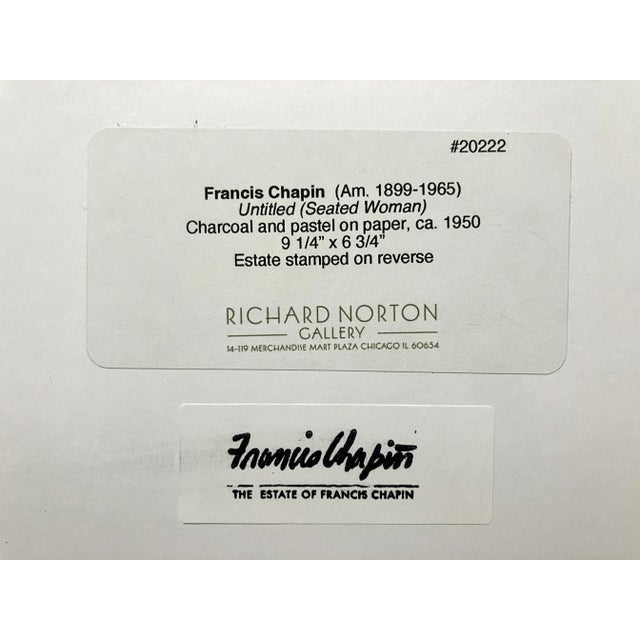 #20222
Francis Chapin (Am. 1899-1965)
Untitled (Seated Woman)
Charcoal and pastel on paper, ca. 1950
9 1/4” x 6 3/4”
Estate stamped on reverse
RICHARD NORTON
GALLERY
14-119 MERCHANDISE MART PLAZA CHICAGO IL 60654
Francis Chapin
THE ESTATE OF FRANCIS CHAPIN